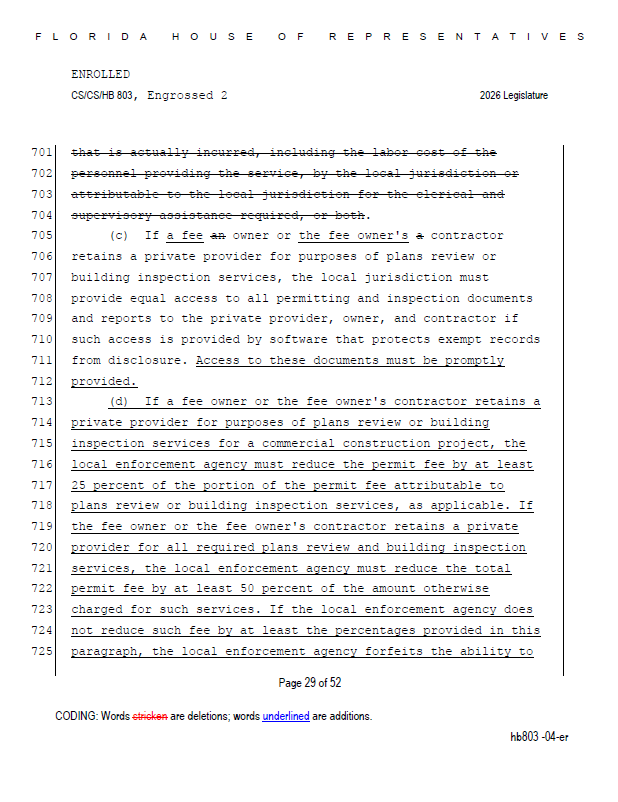 FLORIDA HOUSE OF REPRESENTATIVES
ENROLLED
CS/CS/HB 803, Engrossed 2 2026 Legislature
701 that is actually incurred, including the labor cost of the
702 personnel providing the service, by the local jurisdiction or
703 attributable to the local jurisdiction for the clerical and
704 supervisory assistance required, or both.
705 (c) If a fee an owner or the fee owner's a contractor
706 retains a private provider for purposes of plans review or
707 building inspection services, the local jurisdiction must
708 provide equal access to all permitting and inspection documents
709 and reports to the private provider, owner, and contractor if
710 such access is provided by software that protects exempt records
711 from disclosure. Access to these documents must be promptly
712 provided.
713 (d) If a fee owner or the fee owner's contractor retains a
714 private provider for purposes of plans review or building
715 inspection services for a commercial construction project, the
716 local enforcement agency must reduce the permit fee by at least
717 25 percent of the portion of the permit fee attributable to
718 plans review or building inspection services, as applicable. If
719 the fee owner or the fee owner's contractor retains a private
720 provider for all required plans review and building inspection
721 services, the local enforcement agency must reduce the total
722 permit fee by at least 50 percent of the amount otherwise
723 charged for such services. If the local enforcement agency does
724 not reduce such fee by at least the percentages provided in this
725 paragraph, the local enforcement agency forfeits the ability to
Page 29 of 52
CODING: Words stricken are deletions; words underlined are additions.
hb803 -04-er